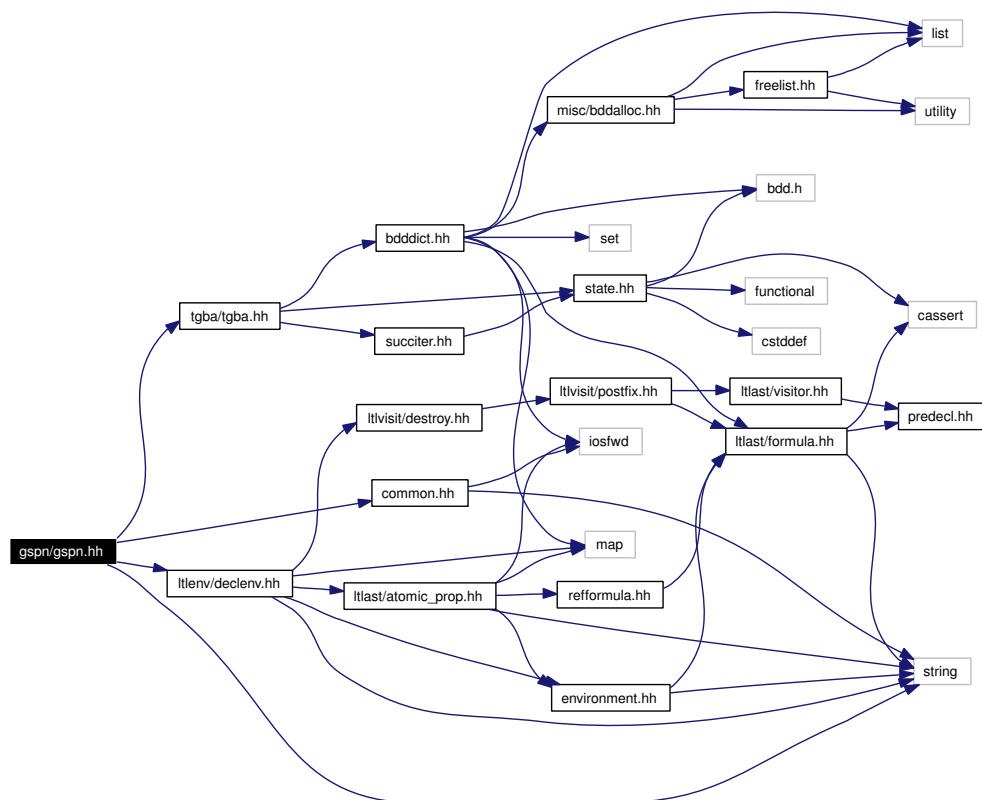 list
freelist.hh
misc/bddalloc.hh
utility
bdd.h
bdddict.hh
set
state.hh
functional
tgba/tgba.hh
cassert
succiter.hh
cstddef
ltlvisit/postfix.hh
ltlast/visitor.hh
ltlvisit/destroy.hh
predecl.hh
iosfwd
ltlast/formula.hh
common.hh
gspn/gspn.hh
map
ltlenv/declenv.hh
ltlast/atomic_prop.hh
refformula.hh
string
environment.hh